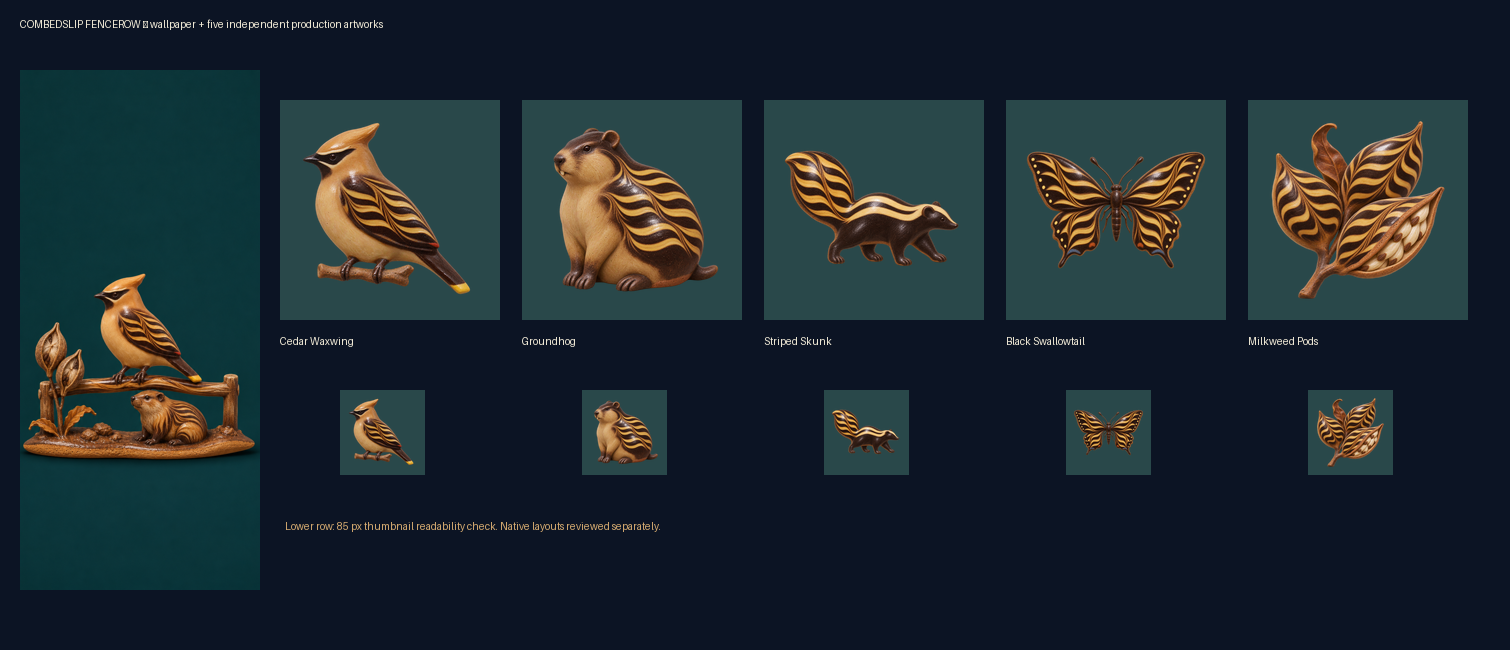 COMBEDSLIP FENCEROW □ wallpaper + five independent production artworks
Cedar Waxwing
Groundhog
Striped Skunk
Black Swallowtail
Milkweed Pods
Lower row: 85 px thumbnail readability check. Native layouts reviewed separately.